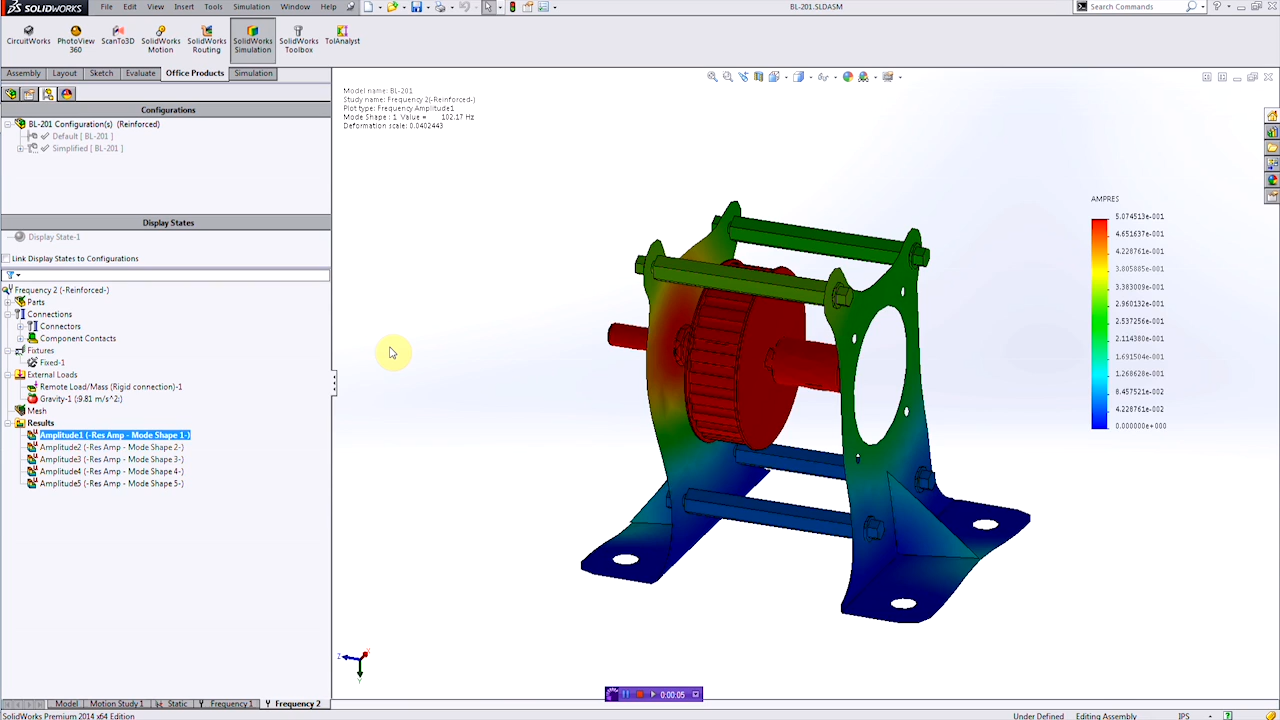 SOLIDWORKS File Edit View Insert Tools Simulation Window Help BL-201.SLDASM Search Commands
CircuitWorks PhotoView 360 ScanTo3D SolidWorks Motion SolidWorks Routing SolidWorks Simulation SolidWorks Toolbox TolAnalyst
Assembly Layout Sketch Evaluate Office Products Simulation
Configurations
BL-201 Configuration(s) (Reinforced)
Default [ BL-201 ]
Simplified [ BL-201 ]
Display States
Display State-1
Link Display States to Configurations
Frequency 2 (-Reinforced-)
Parts
Connections
Connectors
Component Contacts
Fixtures
Fixed-1
External Loads
Remote Load/Mass (Rigid connection)-1
Gravity-1 (:9.81 m/s^2:)
Mesh
Results
Amplitude1 (-Res Amp - Mode Shape 1-)
Amplitude2 (-Res Amp - Mode Shape 2-)
Amplitude3 (-Res Amp - Mode Shape 3-)
Amplitude4 (-Res Amp - Mode Shape 4-)
Amplitude5 (-Res Amp - Mode Shape 5-)
Model name: BL-201
Study name: Frequency 2(-Reinforced-)
Plot type: Frequency Amplitude1
Mode Shape : 1 Value = 102.17 Hz
Deformation scale: 0.0402443
AMPRES
5.074513e-001
4.651637e-001
4.228761e-001
3.805885e-001
3.383009e-001
2.960132e-001
2.537256e-001
2.114380e-001
1.691504e-001
1.268628e-001
8.457522e-002
4.228761e-002
0.000000e+000
Z X Y
0:00:05
Model Motion Study 1 Static Frequency 1 Frequency 2
SolidWorks Premium 2014 x64 Edition Under Defined Editing Assembly IPS